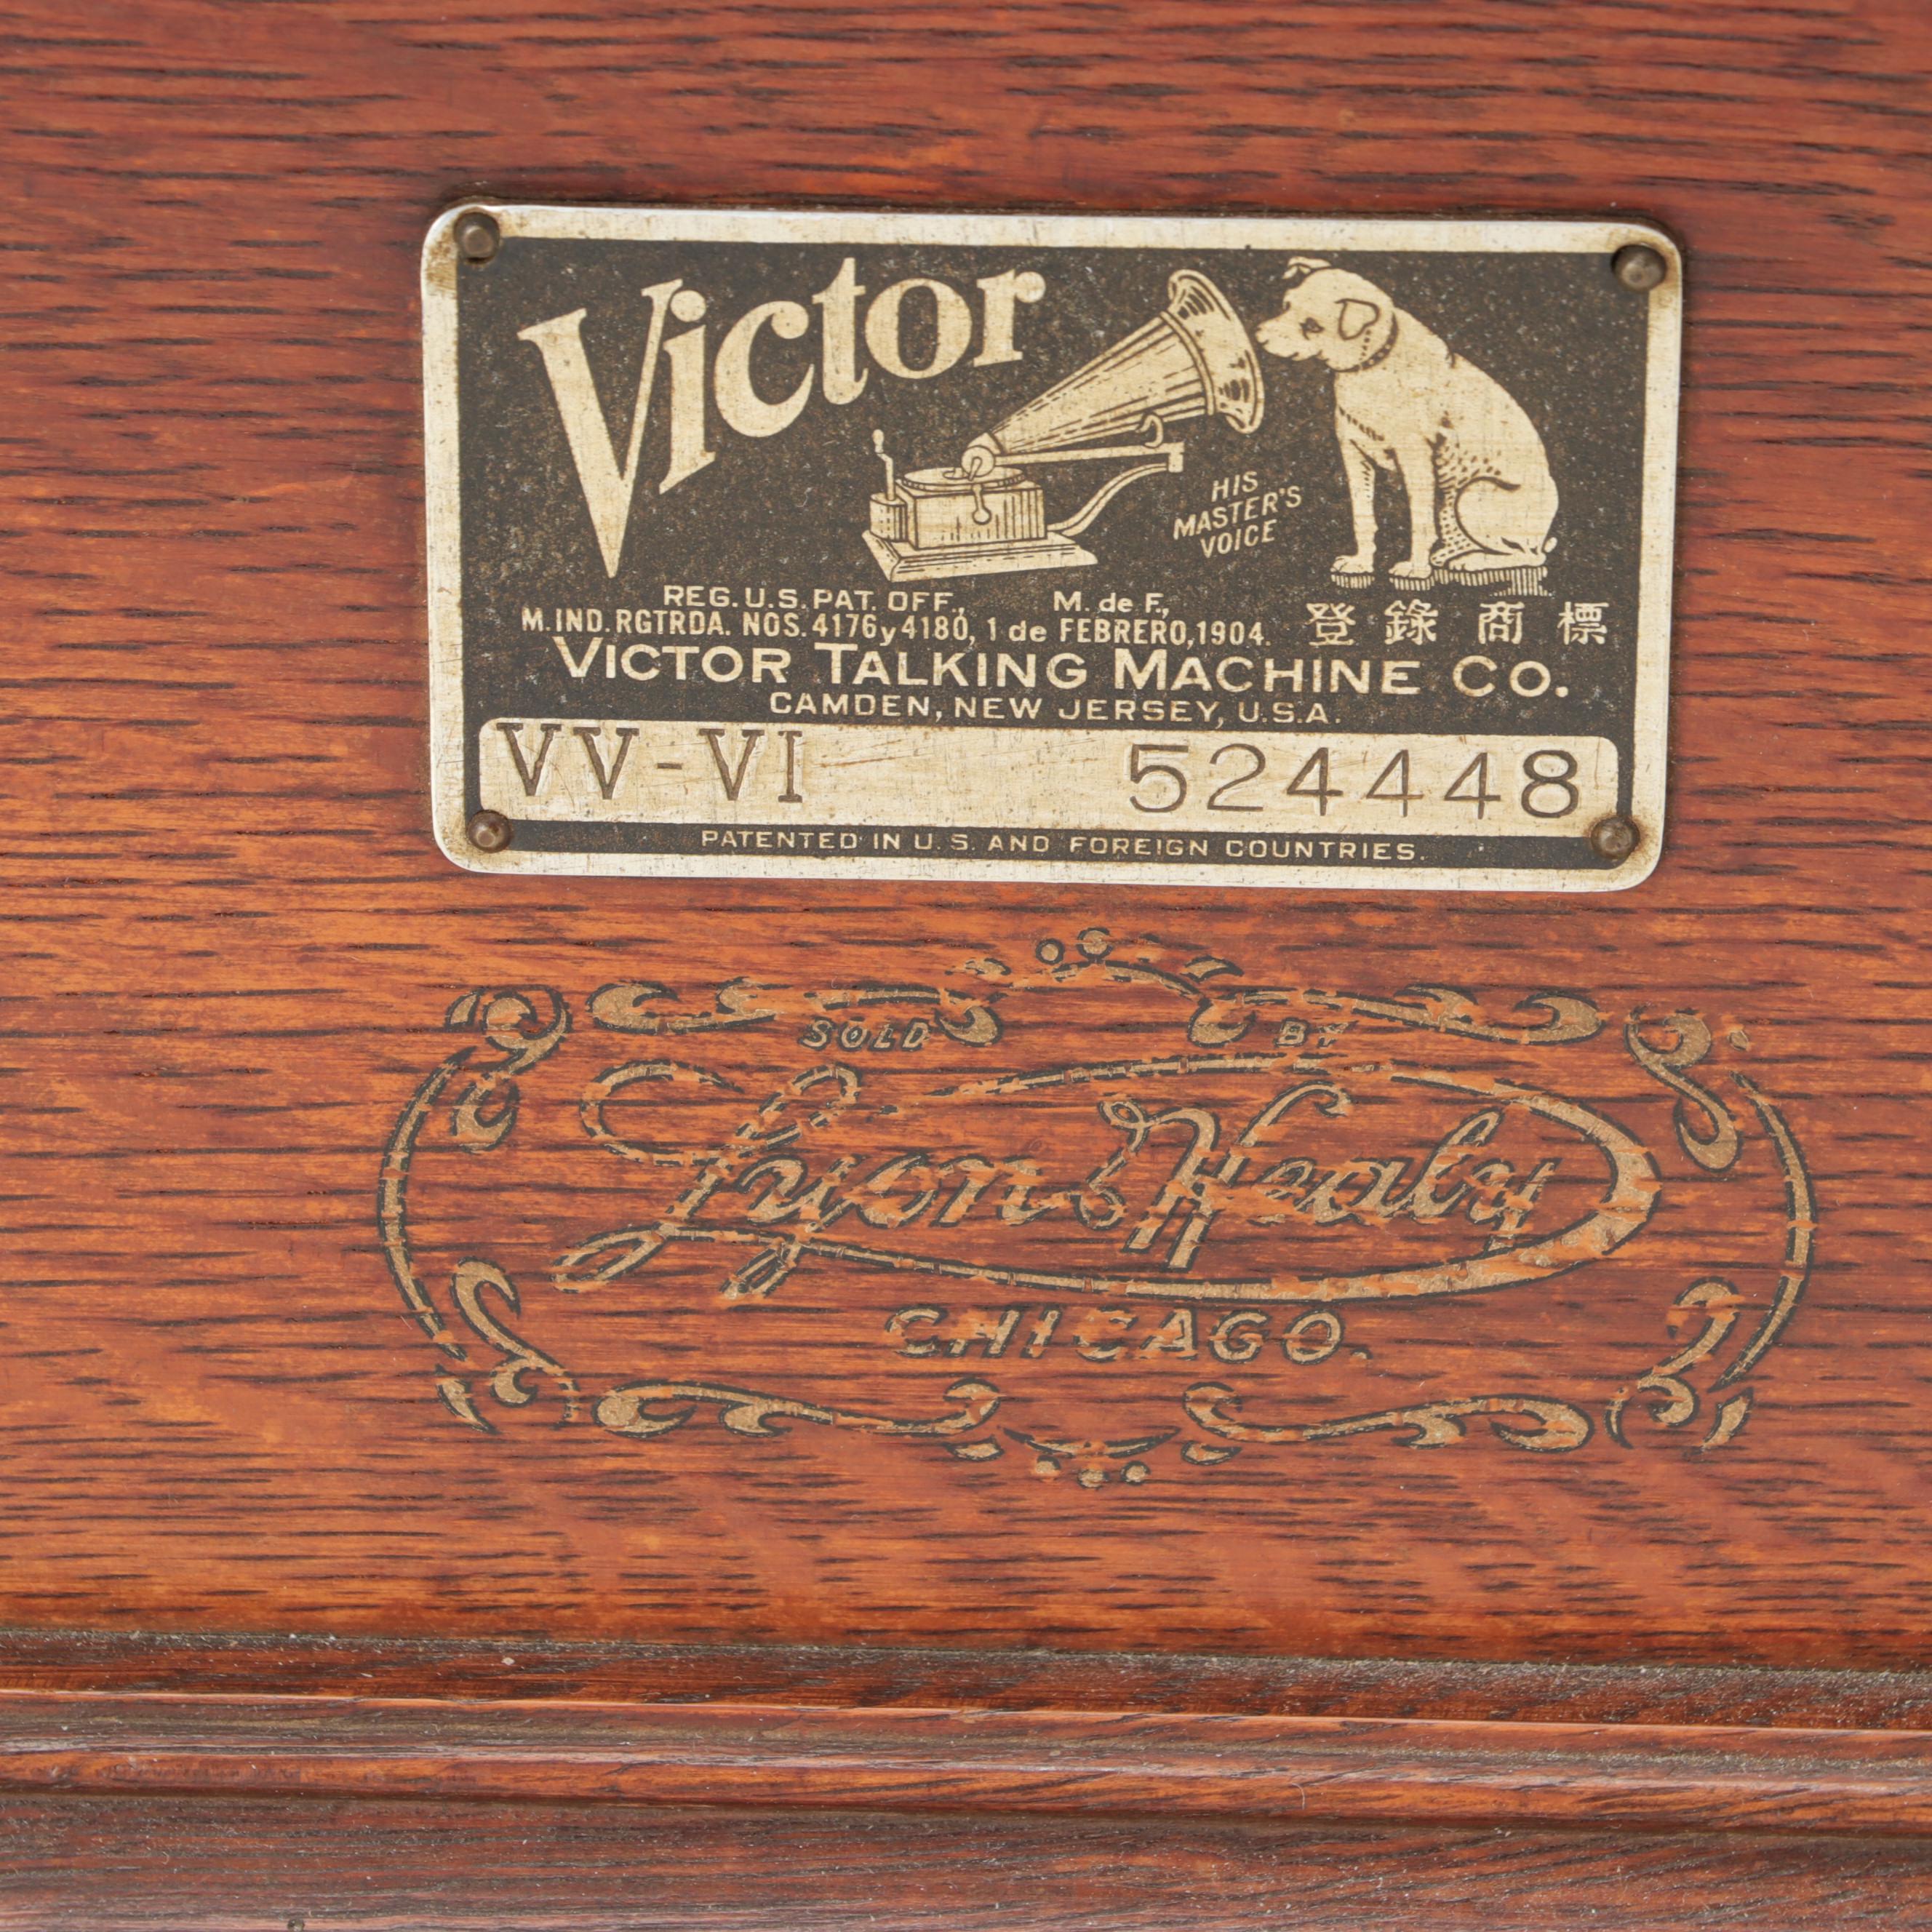 Victor
HIS
MASTER'S
VOICE
REG. U.S. PAT. OFF., M. de F.,
M. IND. RGTRDA. NOS. 4176 y 4180, 1 de FEBRERO, 1904. 登錄商標
VICTOR TALKING MACHINE CO.
CAMDEN, NEW JERSEY, U.S.A.
VV-VI 524448
PATENTED IN U.S. AND FOREIGN COUNTRIES.
SOLD BY
Lyon & Healy
CHICAGO.